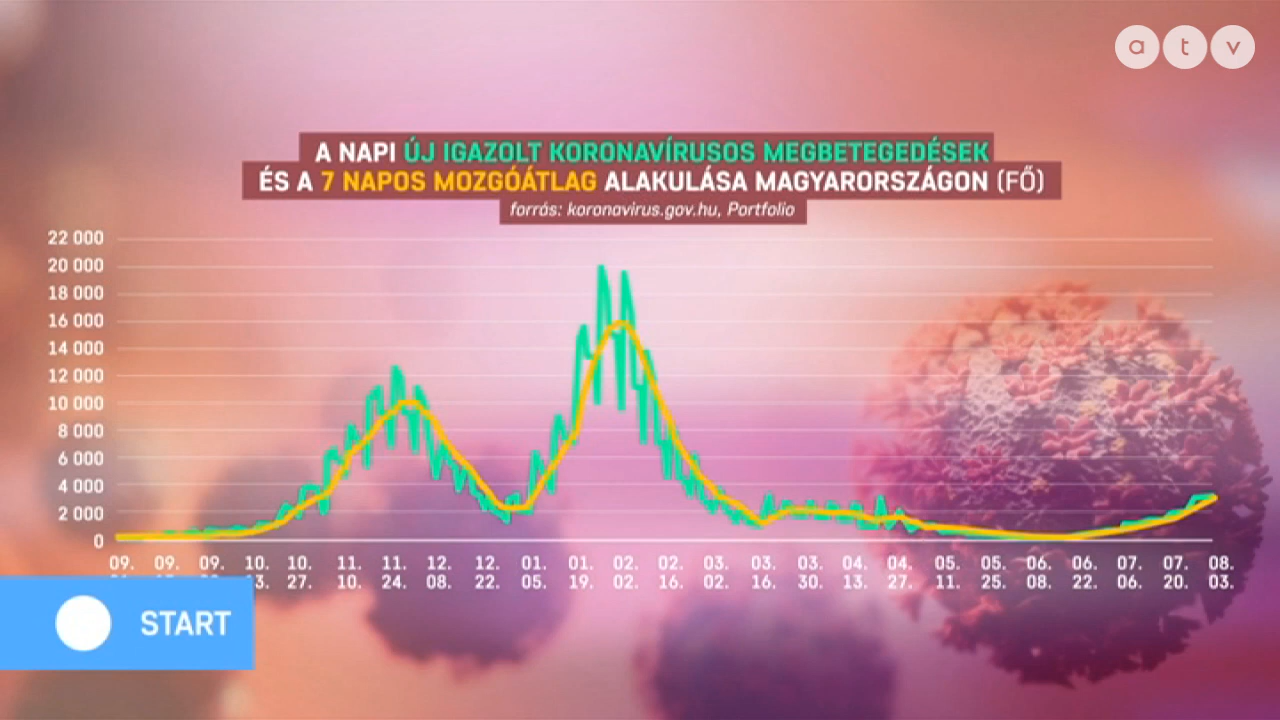 atv
A NAPI ÚJ IGAZOLT KORONAVÍRUSOS MEGBETEGEDÉSEK
ÉS A 7 NAPOS MOZGÓÁTLAG ALAKULÁSA MAGYARORSZÁGON (FŐ)
forrás: koronavirus.gov.hu, Portfolio
22 000
20 000
18 000
16 000
14 000
12 000
10 000
8 000
6 000
4 000
2 000
0
09. 09. 09. 10. 10. 11. 11. 12. 12. 01. 01. 02. 02. 03. 03. 03. 04. 04. 05. 05. 06. 06. 07. 07. 08.
27. 10. 24. 08. 22. 05. 19. 02. 16. 02. 16. 30. 13. 27. 11. 25. 08. 22. 06. 20. 03.
START